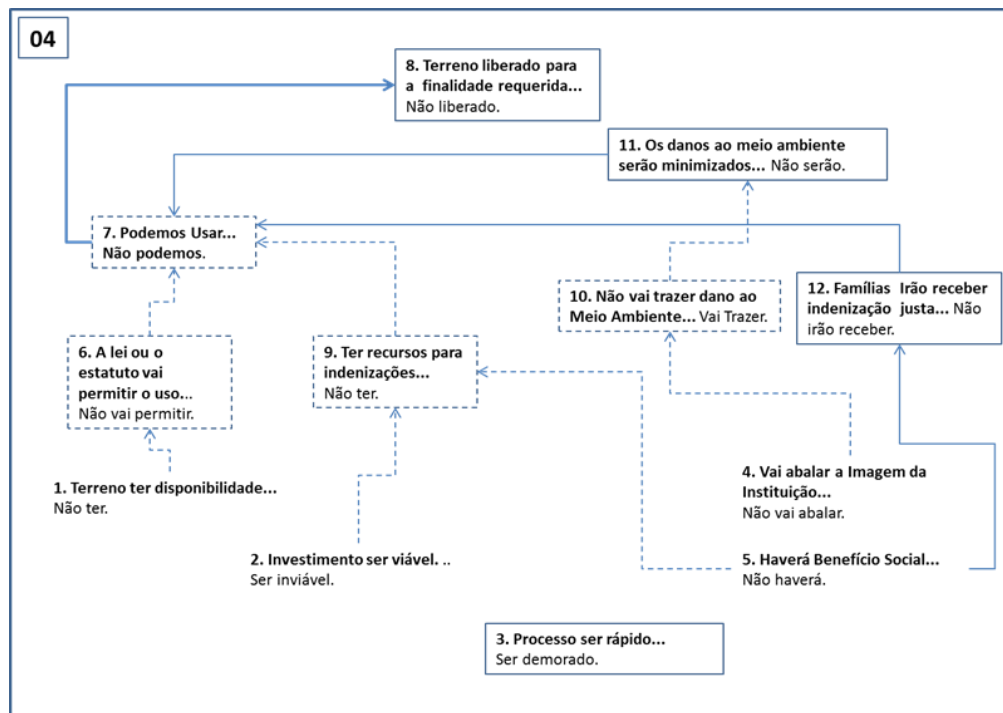 04
8. Terreno liberado para
a finalidade requerida...
Não liberado.
11. Os danos ao meio ambiente
serão minimizados... Não serão.
7. Podemos Usar...
Não podemos.
10. Não vai trazer dano ao
Meio Ambiente... Vai Trazer.
12. Famílias Irão receber
indenização justa... Não
irão receber.
6. A lei ou o
estatuto vai
permitir o uso...
Não vai permitir.
9. Ter recursos para
indenizações...
Não ter.
1. Terreno ter disponibilidade...
Não ter.
4. Vai abalar a Imagem da
Instituição...
Não vai abalar.
2. Investimento ser viável. ..
Ser inviável.
5. Haverá Benefício Social...
Não haverá.
3. Processo ser rápido...
Ser demorado.